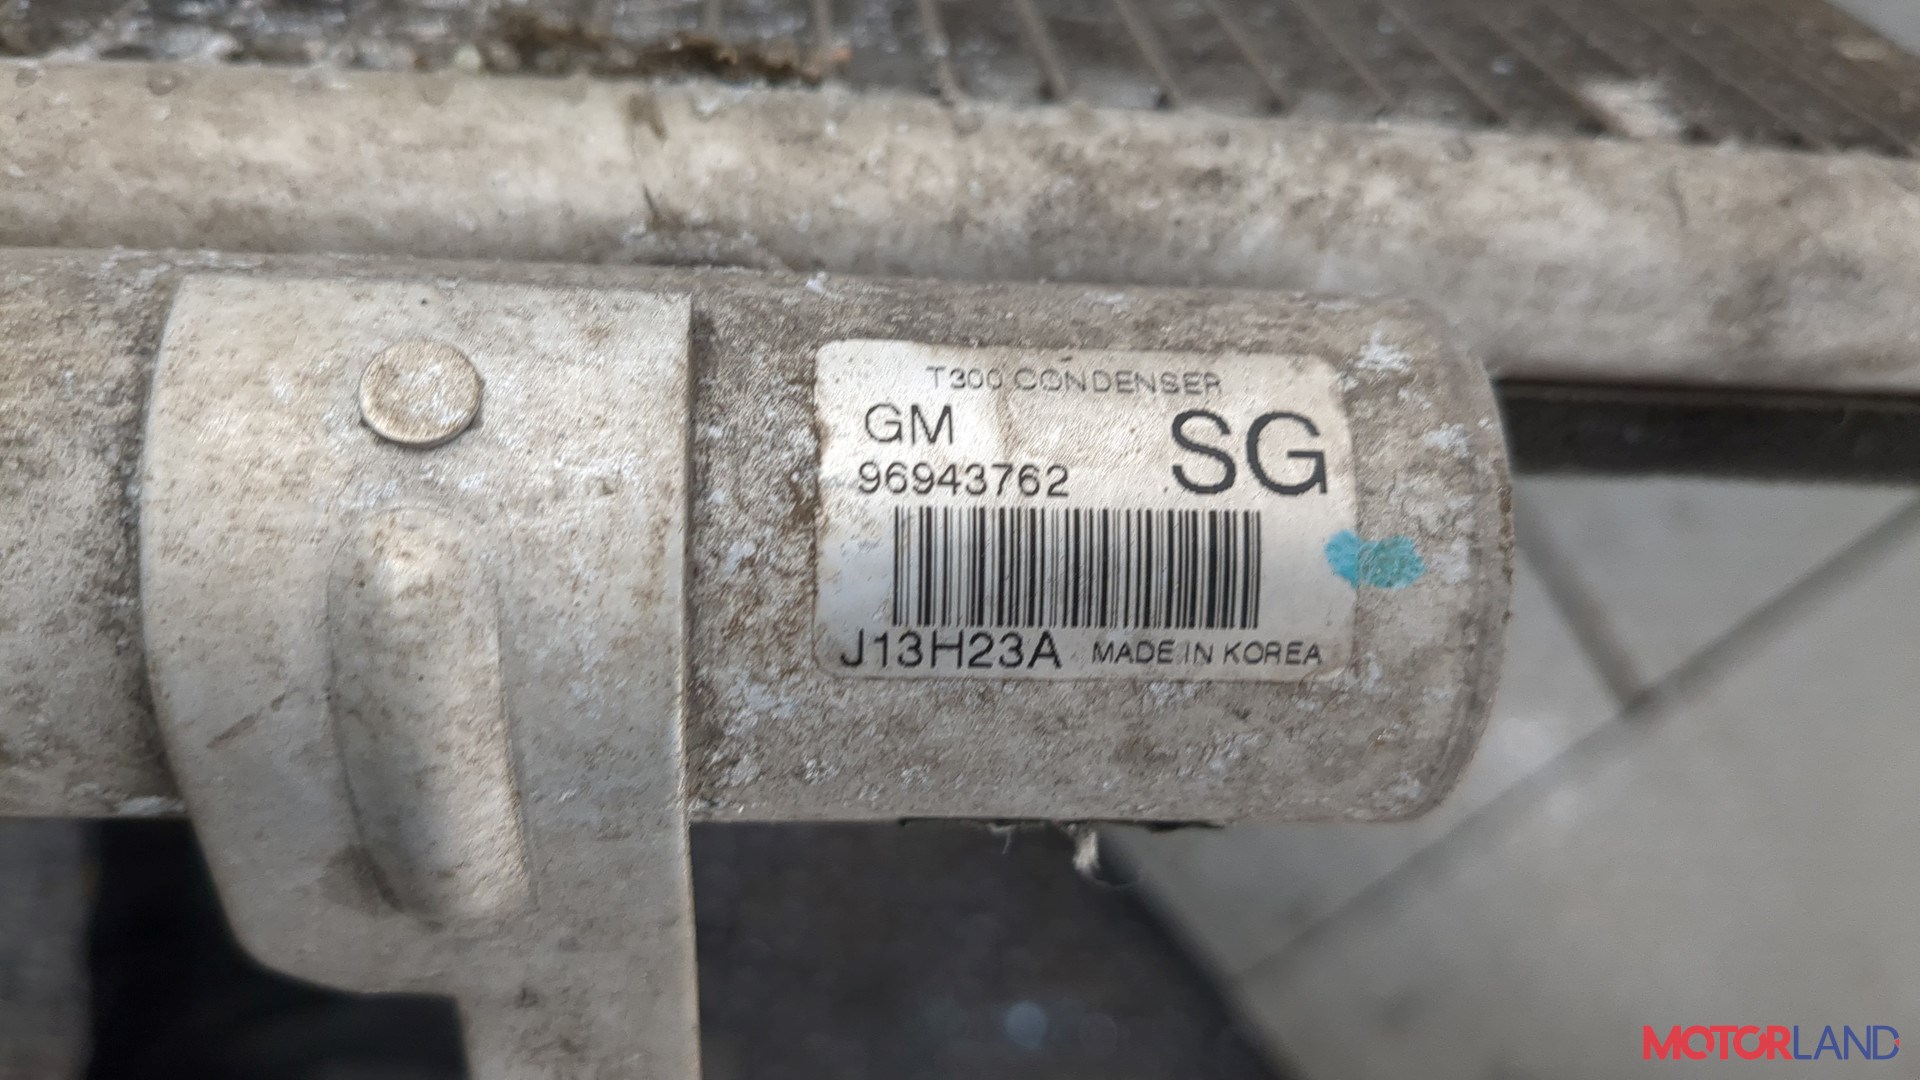 T300 CONDENSER
GM
SG
96943762
J13H23A MADE IN KOREA
MOTORLAND